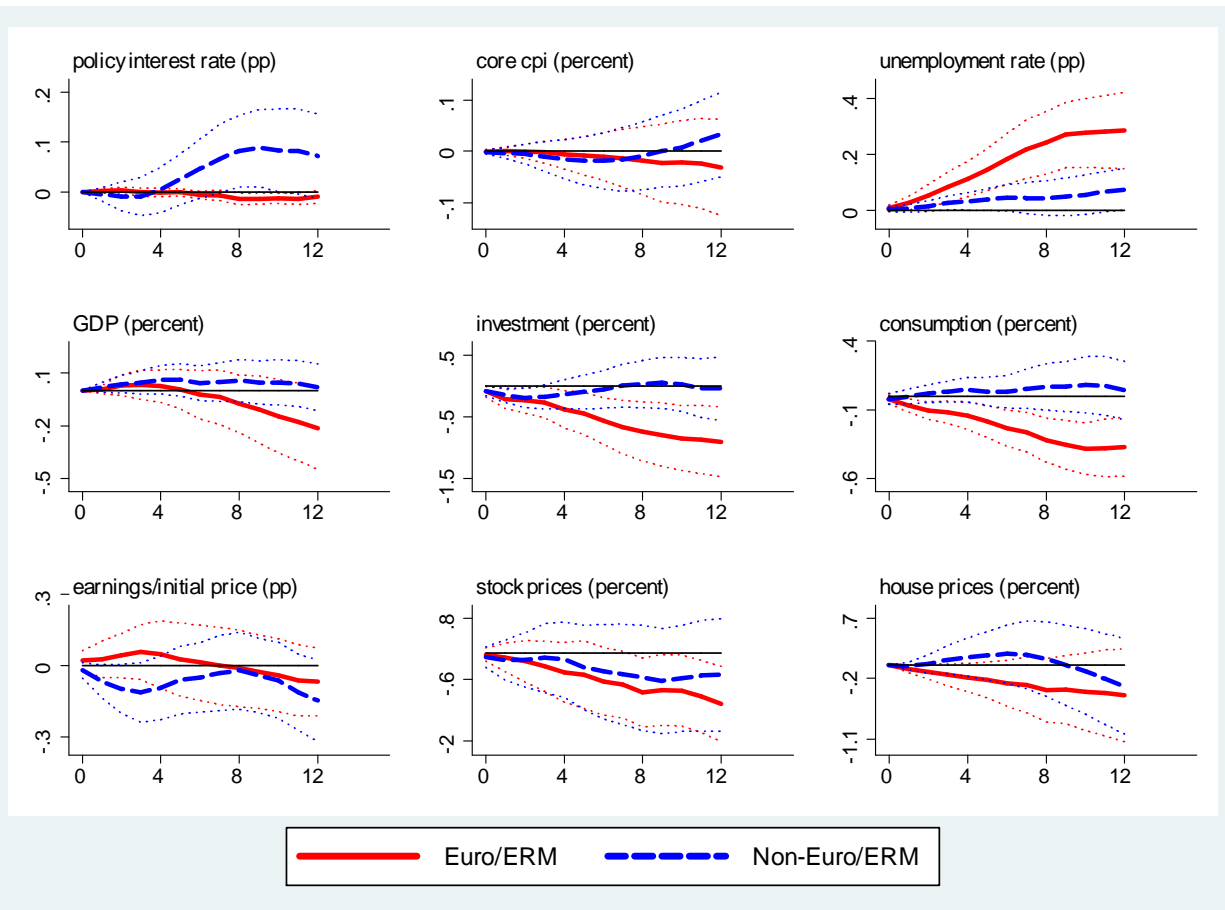 policy interest rate (pp)
.2
.1
0
0 4 8 12
core cpi (percent)
.1
0
-.1
0 4 8 12
unemployment rate (pp)
.4
.2
0
0 4 8 12
GDP (percent)
.1
-.2
-.5
0 4 8 12
investment (percent)
.5
-.5
-1.5
0 4 8 12
consumption (percent)
.4
-.1
-.6
0 4 8 12
earnings/initial price (pp)
.3
0
-.3
0 4 8 12
stock prices (percent)
.8
-.6
-2
0 4 8 12
house prices (percent)
.7
-.2
-1.1
0 4 8 12
Euro/ERM Non-Euro/ERM